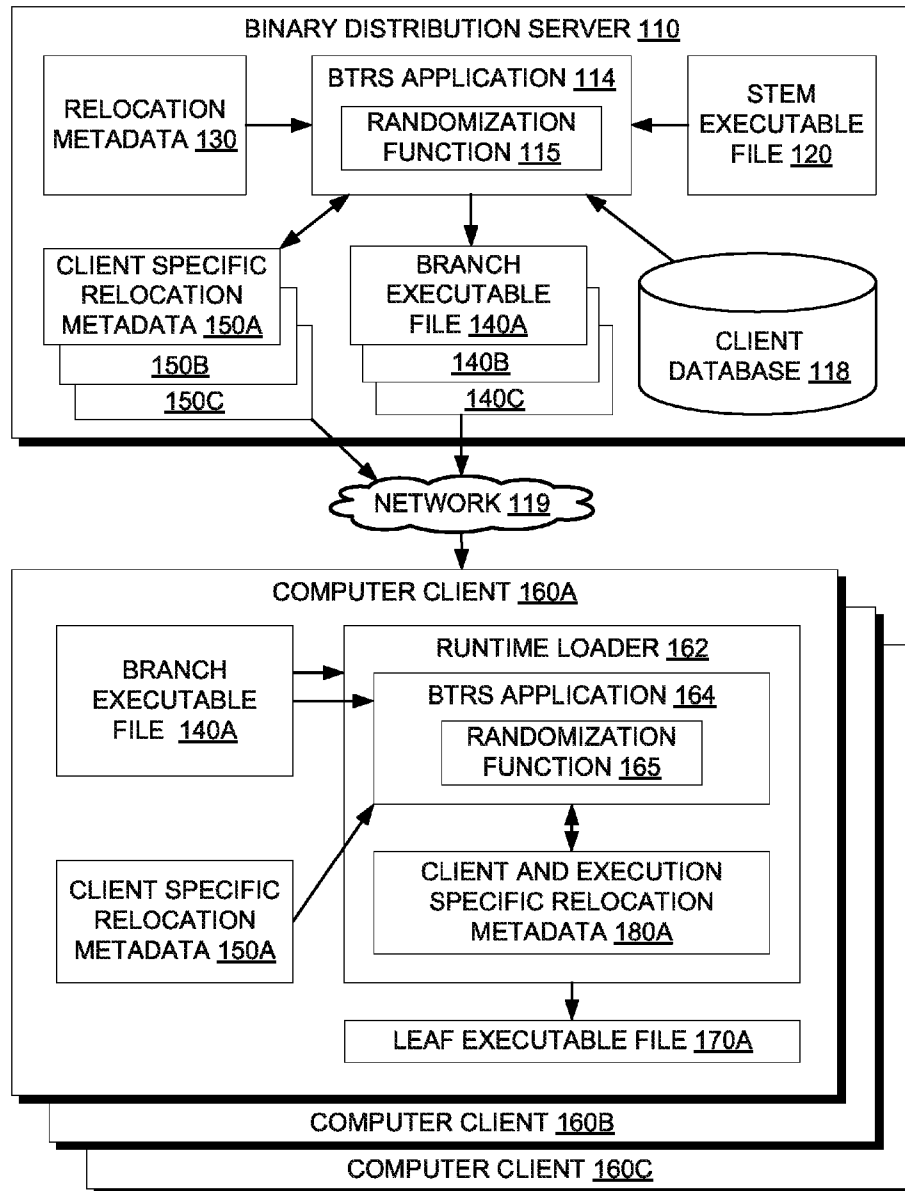 BINARY DISTRIBUTION SERVER 110
RELOCATION
METADATA 130
BTRS APPLICATION 114
RANDOMIZATION
FUNCTION 115
STEM
EXECUTABLE
FILE 120
CLIENT SPECIFIC
RELOCATION
METADATA 150A
150B
150C
BRANCH
EXECUTABLE
FILE 140A
140B
140C
CLIENT
DATABASE 118
NETWORK 119
COMPUTER CLIENT 160A
BRANCH
EXECUTABLE
FILE 140A
RUNTIME LOADER 162
BTRS APPLICATION 164
RANDOMIZATION
FUNCTION 165
CLIENT SPECIFIC
RELOCATION
METADATA 150A
CLIENT AND EXECUTION
SPECIFIC RELOCATION
METADATA 180A
LEAF EXECUTABLE FILE 170A
COMPUTER CLIENT 160B
COMPUTER CLIENT 160C